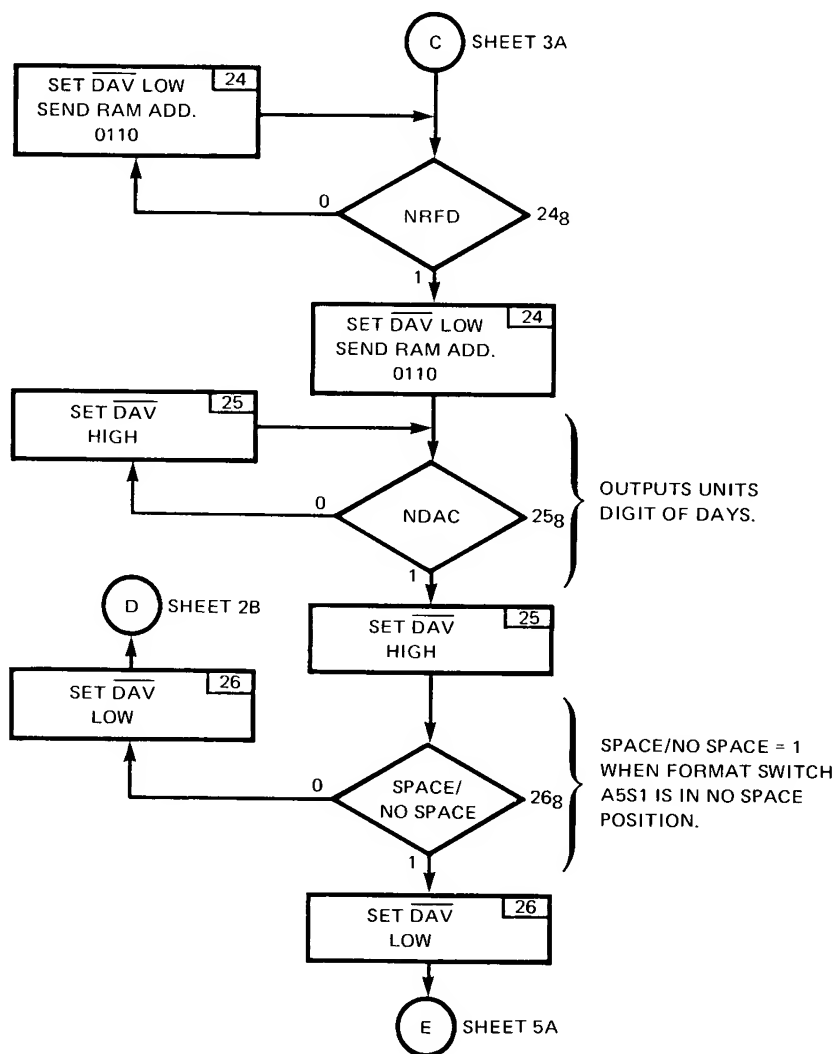 C SHEET 3A
24
SET DAV LOW
SEND RAM ADD.
0110
0
NRFD
24₈
1
24
SET DAV LOW
SEND RAM ADD.
0110
25
SET DAV
HIGH
0
NDAC
25₈
OUTPUTS UNITS
DIGIT OF DAYS.
1
D SHEET 2B
25
SET DAV
HIGH
26
SET DAV
LOW
0
SPACE/
NO SPACE
26₈
SPACE/NO SPACE = 1
WHEN FORMAT SWITCH
A5S1 IS IN NO SPACE
POSITION.
1
26
SET DAV
LOW
E SHEET 5A